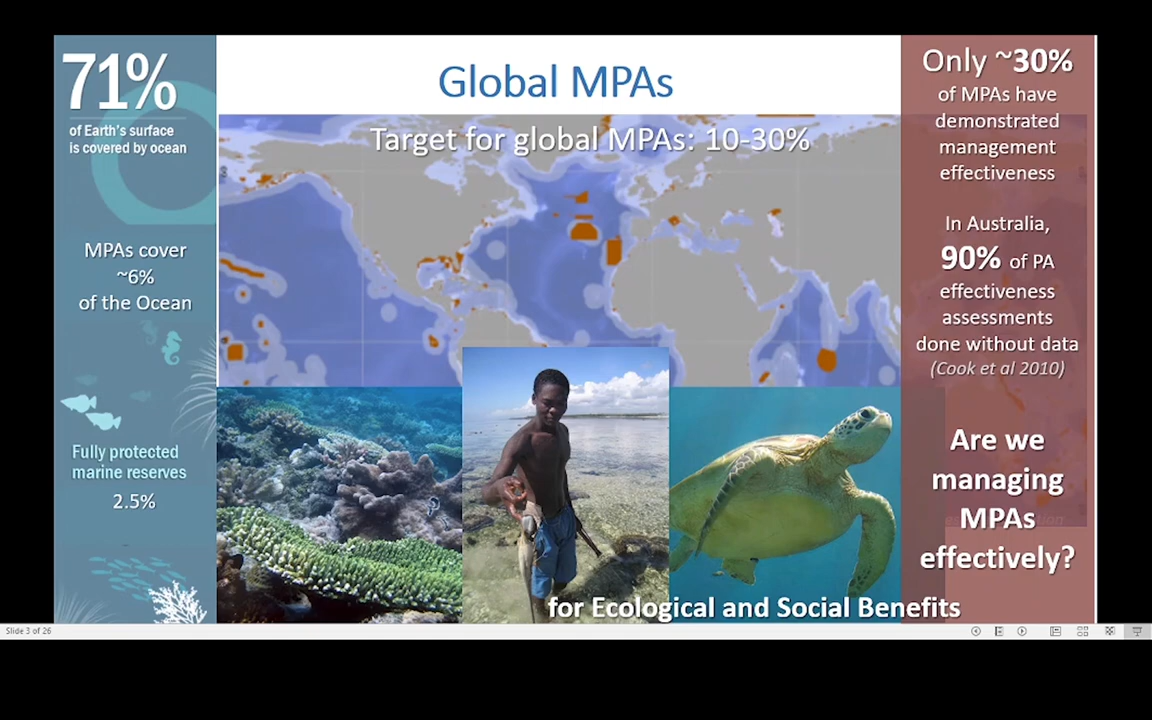 71%
of Earth's surface
is covered by ocean
MPAs cover
~6%
of the Ocean
Fully protected
marine reserves
2.5%
Global MPAs
Target for global MPAs: 10-30%
for Ecological and Social Benefits
Only ~30%
of MPAs have
demonstrated
management
effectiveness
In Australia,
90% of PA
effectiveness
assessments
done without data
(Cook et al 2010)
Are we
managing
MPAs
effectively?
Slide 3 of 26